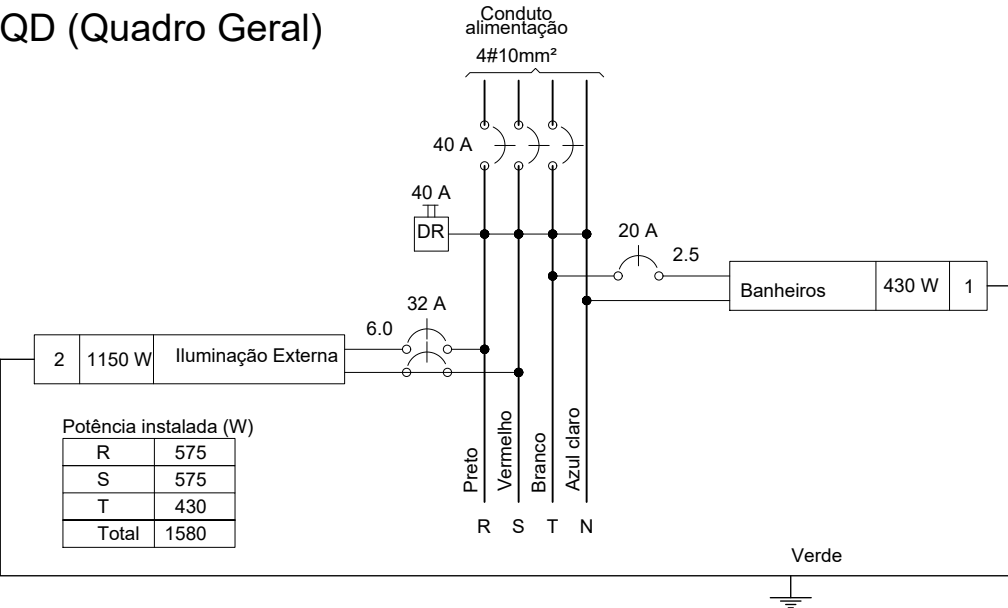 QD (Quadro Geral)
Conduto
alimentação
4#10mm²
40 A
40 A
DR
20 A
2.5
Banheiros 430 W 1
32 A
6.0
2 1150 W Iluminação Externa
Potência instalada (W)
R 575
S 575
T 430
Total 1580
Preto
Vermelho
Branco
Azul claro
R S T N
Verde